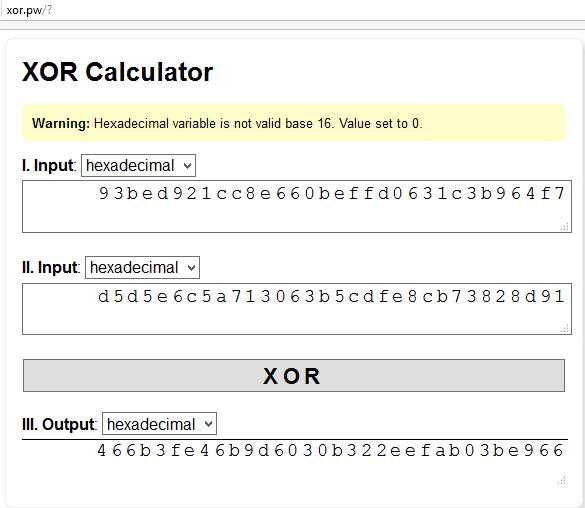 xor.pw/?
XOR Calculator
Warning: Hexadecimal variable is not valid base 16. Value set to 0.
I. Input: hexadecimal
93bed921cc8e660beffd0631c3b964f7
II. Input: hexadecimal
d5d5e6c5a713063b5cdfe8cb73828d91
XOR
III. Output: hexadecimal
466b3fe46b9d6030b322eefab03be966